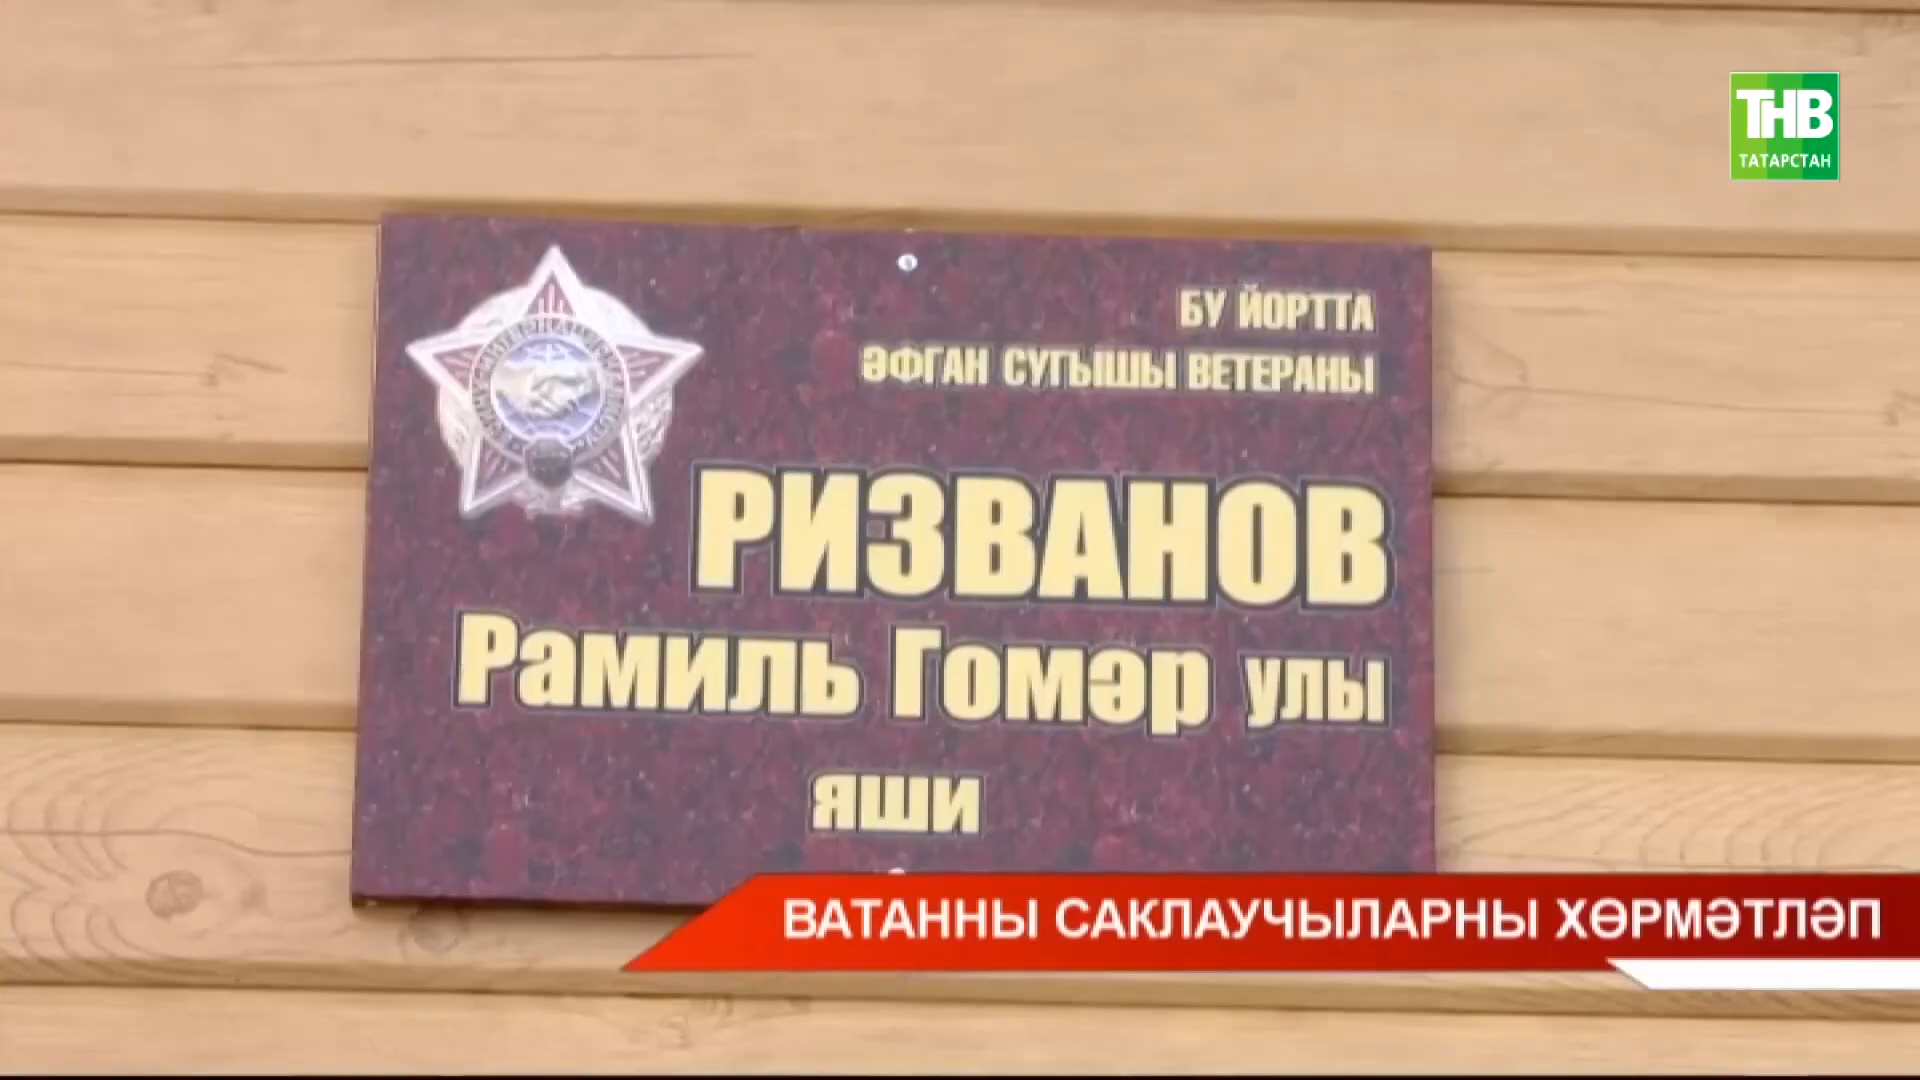 ТНВ
ТАТАРСТАН
БУ ЙОРТТА
ӘФГАН СУГЫШЫ ВЕТЕРАНЫ
РИЗВАНОВ
Рамиль Гомәр улы
яши
ВАТАННЫ САКЛАУЧЫЛАРНЫ ХӨРМӘТЛӘП